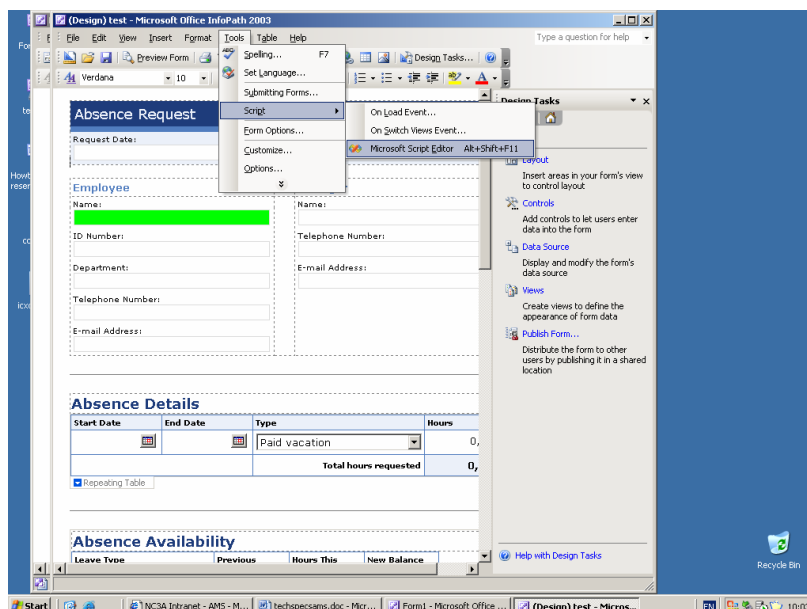 (Design) test - Microsoft Office InfoPath 2003
File Edit View Insert Format Tools Table Help
Type a question for help
Preview Form
Design Tasks...
Verdana
10
Spelling... F7
Set Language...
Submitting Forms...
Script
Form Options...
Customize...
Options...
On Load Event...
On Switch Views Event...
Microsoft Script Editor Alt+Shift+F11
Absence Request
Request Date:
Employee
Name:
Name:
ID Number:
Telephone Number:
Department:
E-mail Address:
Telephone Number:
E-mail Address:
Absence Details
Start Date End Date Type Hours
Paid vacation
0,
Total hours requested 0,
Repeating Table
Absence Availability
Leave Type Previous Hours This New Balance
Design Tasks
Layout
Insert areas in your form's view
to control layout
Controls
Add controls to let users enter
data into the form
Data Source
Display and modify the form's
data source
Views
Create views to define the
appearance of form data
Publish Form...
Distribute the form to other
users by publishing it in a shared
location
Help with Design Tasks
Recycle Bin
Start
NC3A Intranet - AMS - M...
techspecsams.doc - Micr...
Form1 - Microsoft Office ...
(Design) test - Micros...
EN